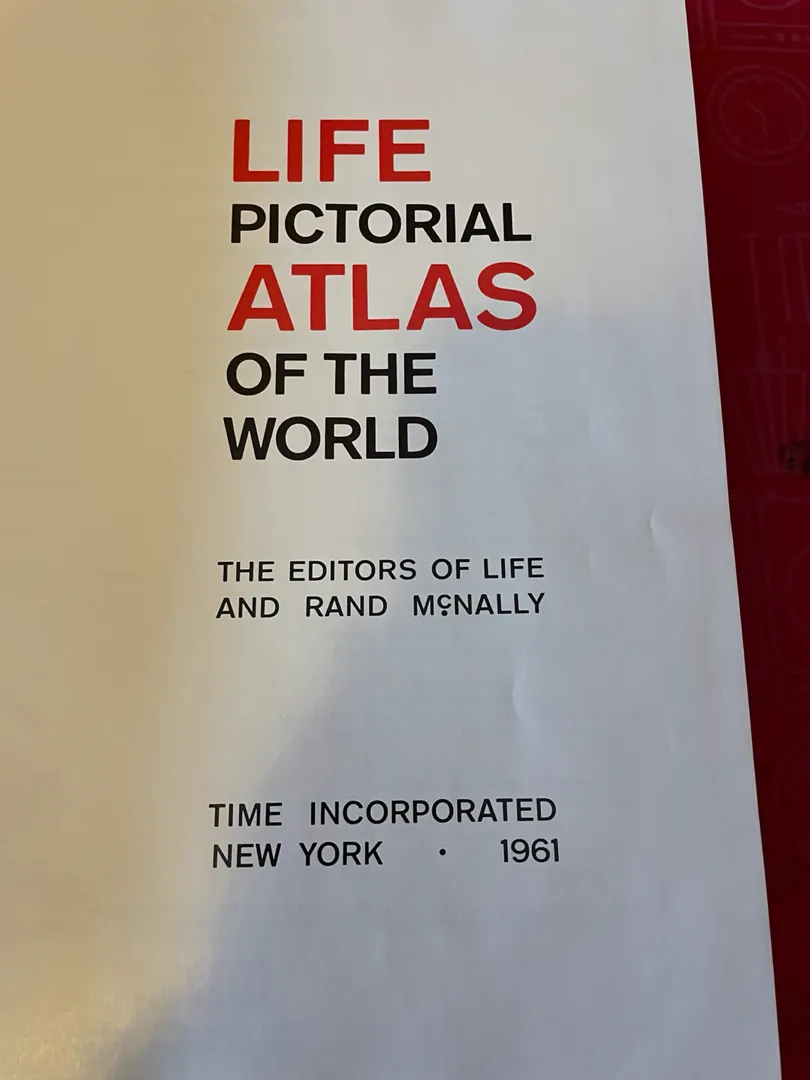 LIFE
PICTORIAL
ATLAS
OF THE
WORLD
THE EDITORS OF LIFE
AND RAND McNALLY
TIME INCORPORATED
NEW YORK · 1961